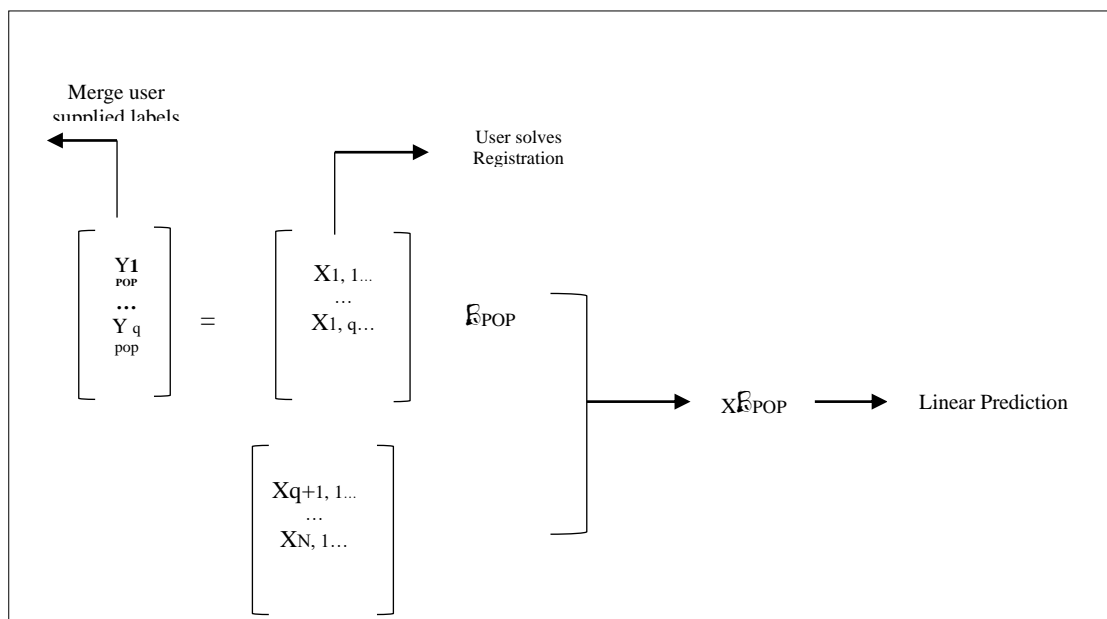 Merge user
supplied labels
User solves
Registration
Y1
POP
...
Y q
pop
=
X1, 1...
...
X1, q...
POP
Xq+1, 1...
...
XN, 1...
X POP
Linear Prediction